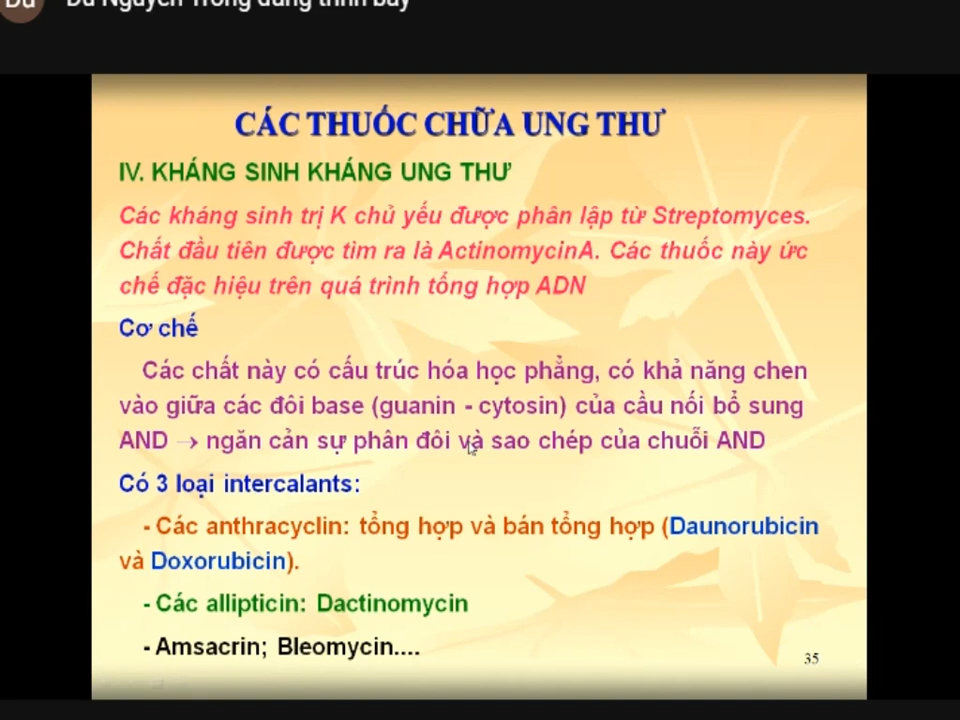 Du Nguyen Trong đang trình bày
CÁC THUỐC CHỮA UNG THƯ
IV. KHÁNG SINH KHÁNG UNG THƯ
Các kháng sinh trị K chủ yếu được phân lập từ Streptomyces.
Chất đầu tiên được tìm ra là ActinomycinA. Các thuốc này ức
chế đặc hiệu trên quá trình tổng hợp ADN
Cơ chế
Các chất này có cấu trúc hóa học phẳng, có khả năng chen
vào giữa các đôi base (guanin - cytosin) của cầu nối bổ sung
AND → ngăn cản sự phân đôi và sao chép của chuỗi AND
Có 3 loại intercalants:
- Các anthracyclin: tổng hợp và bán tổng hợp (Daunorubicin
và Doxorubicin).
- Các allipticin: Dactinomycin
- Amsacrin; Bleomycin....
35